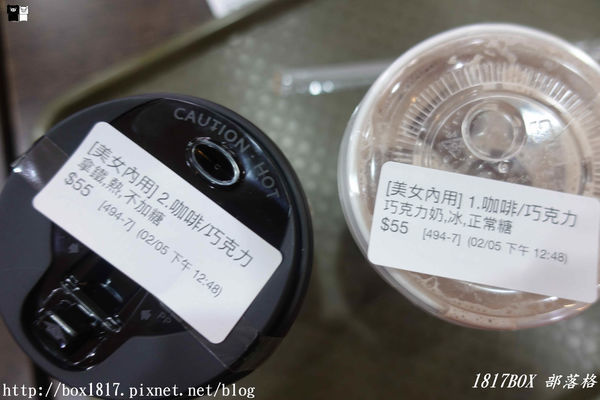 CAUTION HOT
[美女內用] 2.咖啡/巧克力
拿鐵,熱,不加糖
$55 [494-7] (02/05 下午 12:48)
[美女內用] 1.咖啡/巧克力
巧克力奶,冰,正常糖
$55 [494-7] (02/05 下午 12:48)
http://box1817.pixnet.net/blog
1817BOX 部落格